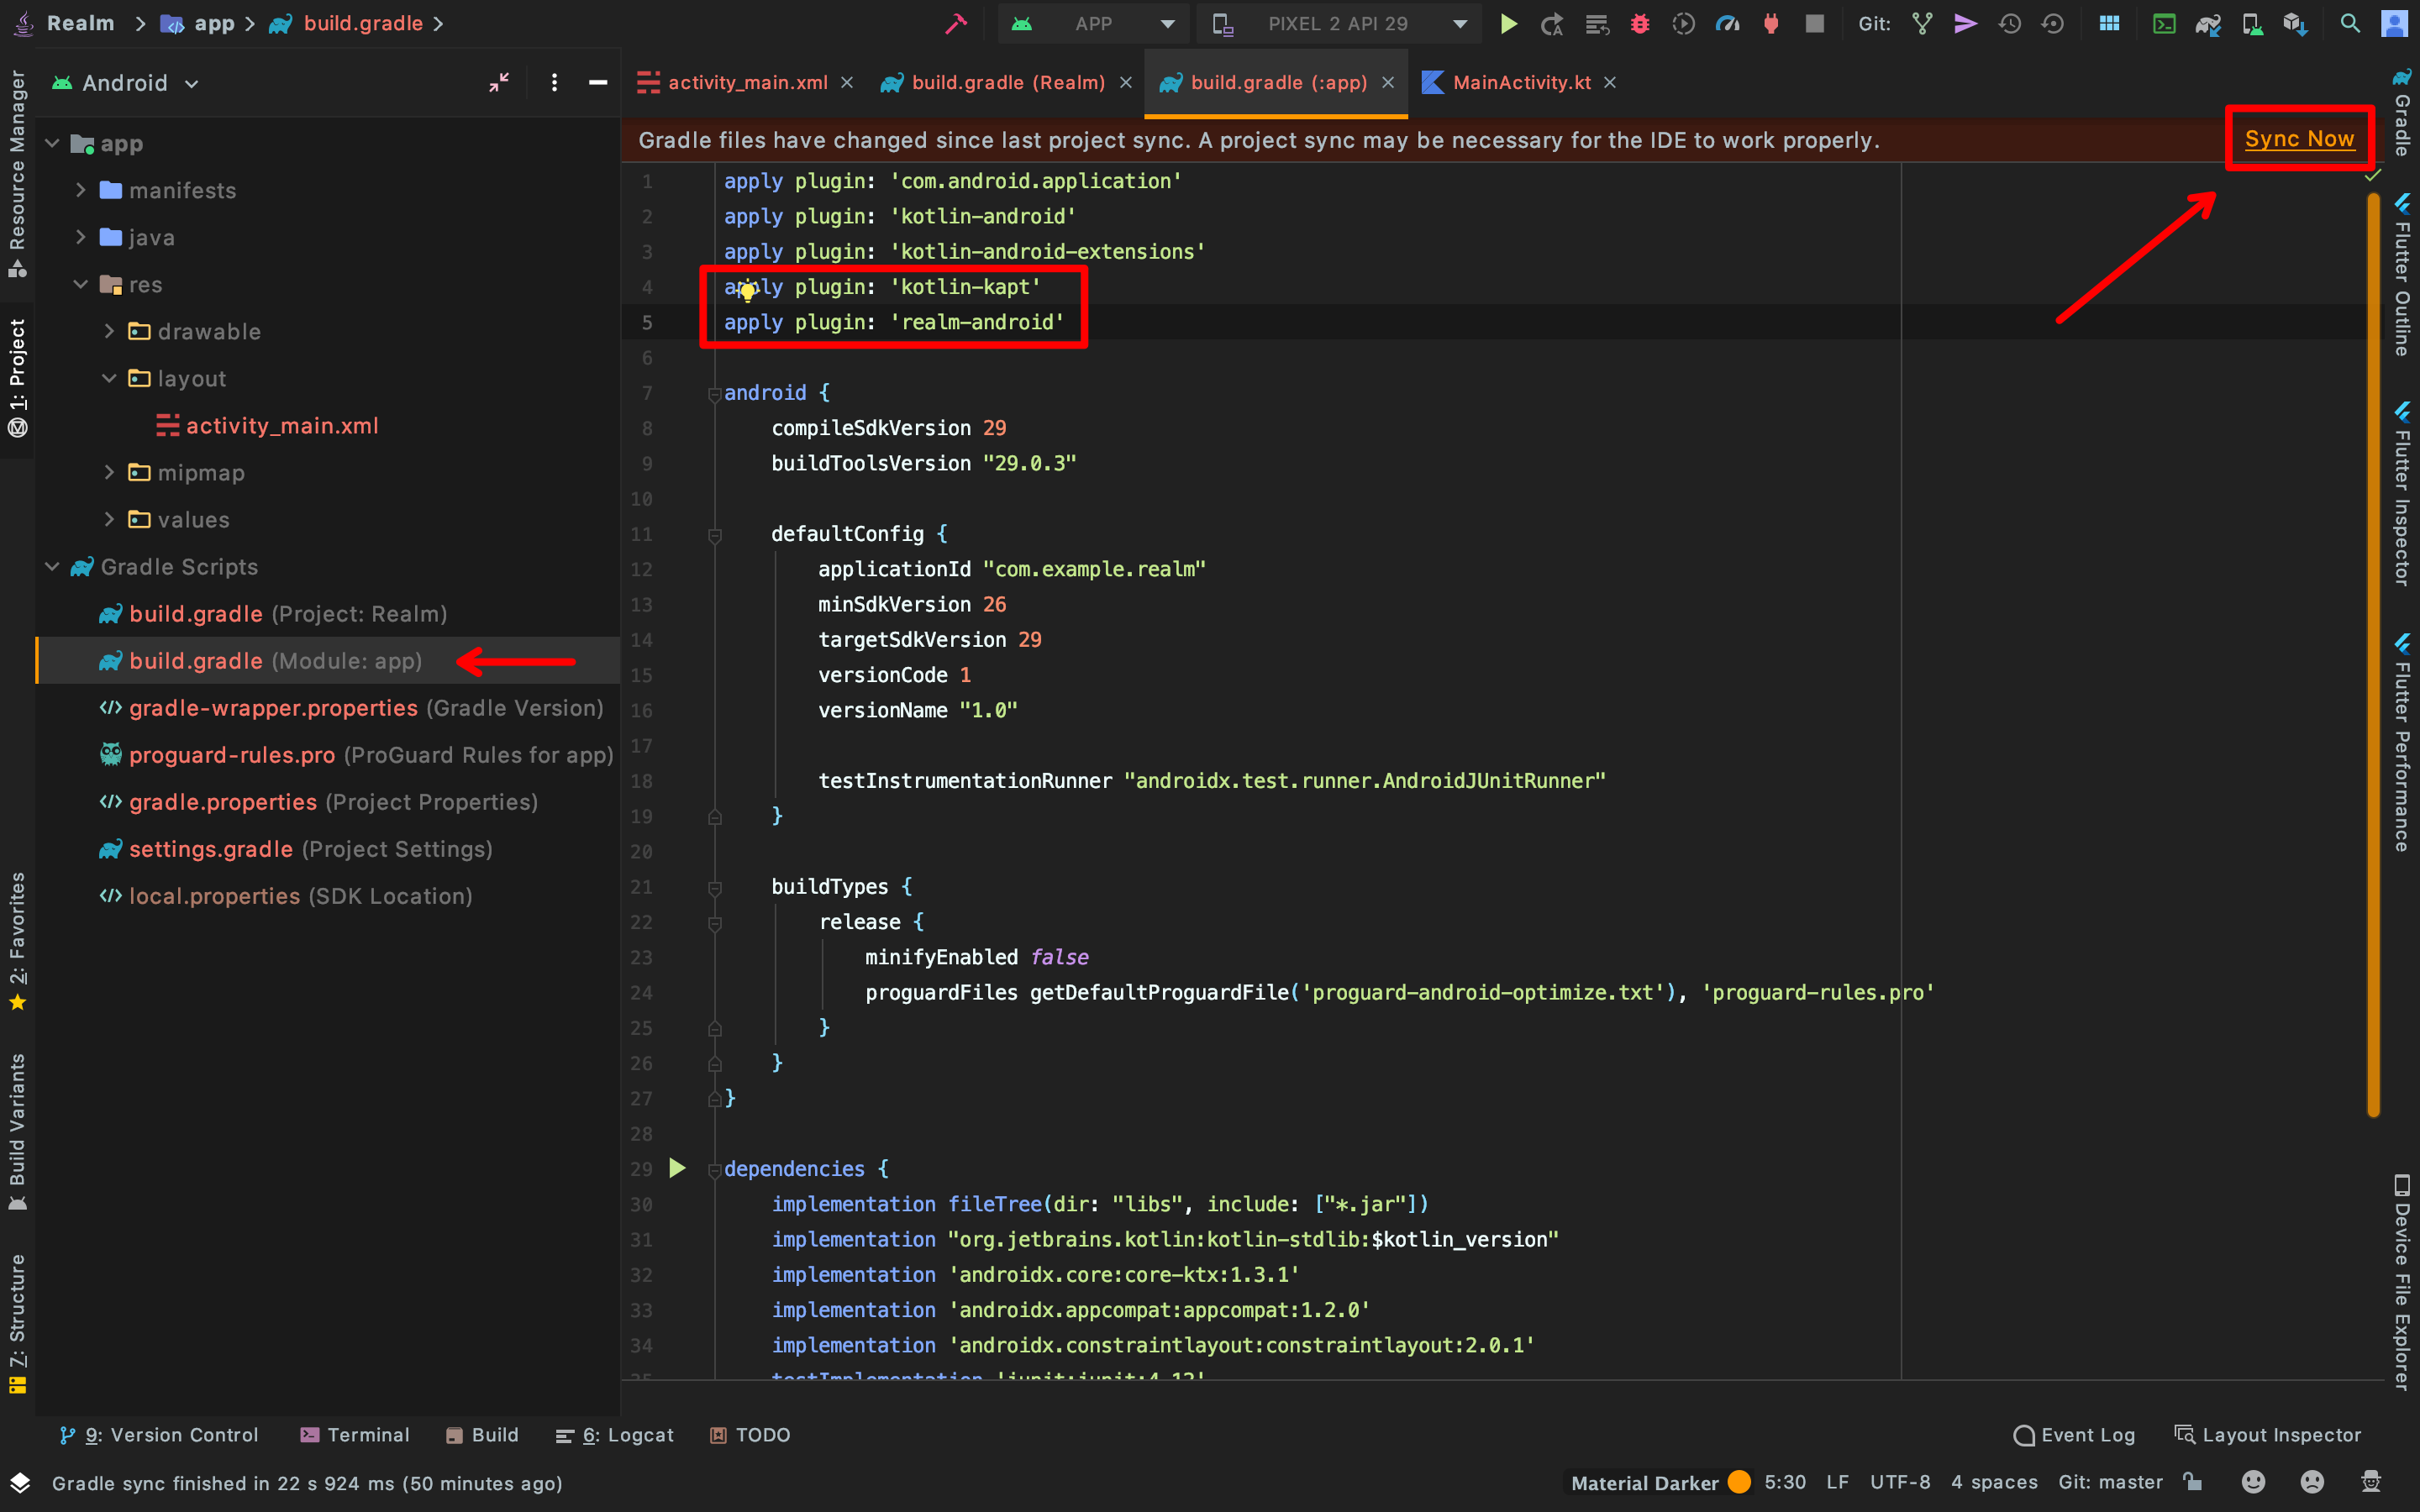 Realm > app > build.gradle >
APP
PIXEL 2 API 29
Git:
Android
activity_main.xml
build.gradle (Realm)
build.gradle (:app)
MainActivity.kt
Resource Manager
1: Project
2: Favorites
Build Variants
7: Structure
app
manifests
java
res
drawable
layout
activity_main.xml
mipmap
values
Gradle Scripts
build.gradle (Project: Realm)
build.gradle (Module: app)
gradle-wrapper.properties (Gradle Version)
proguard-rules.pro (ProGuard Rules for app)
gradle.properties (Project Properties)
settings.gradle (Project Settings)
local.properties (SDK Location)
Gradle files have changed since last project sync. A project sync may be necessary for the IDE to work properly.
Sync Now
1 apply plugin: 'com.android.application'
2 apply plugin: 'kotlin-android'
3 apply plugin: 'kotlin-android-extensions'
4 apply plugin: 'kotlin-kapt'
5 apply plugin: 'realm-android'
6
7 android {
8 compileSdkVersion 29
9 buildToolsVersion "29.0.3"
10
11 defaultConfig {
12 applicationId "com.example.realm"
13 minSdkVersion 26
14 targetSdkVersion 29
15 versionCode 1
16 versionName "1.0"
17
18 testInstrumentationRunner "androidx.test.runner.AndroidJUnitRunner"
19 }
20
21 buildTypes {
22 release {
23 minifyEnabled false
24 proguardFiles getDefaultProguardFile('proguard-android-optimize.txt'), 'proguard-rules.pro'
25 }
26 }
27 }
28
29 dependencies {
30 implementation fileTree(dir: "libs", include: ["*.jar"])
31 implementation "org.jetbrains.kotlin:kotlin-stdlib:$kotlin_version"
32 implementation 'androidx.core:core-ktx:1.3.1'
33 implementation 'androidx.appcompat:appcompat:1.2.0'
34 implementation 'androidx.constraintlayout:constraintlayout:2.0.1'
Gradle
Flutter Outline
Flutter Inspector
Flutter Performance
Device File Explorer
9: Version Control
Terminal
Build
6: Logcat
TODO
Event Log
Layout Inspector
Gradle sync finished in 22 s 924 ms (50 minutes ago)
Material Darker
5:30 LF UTF-8 4 spaces Git: master